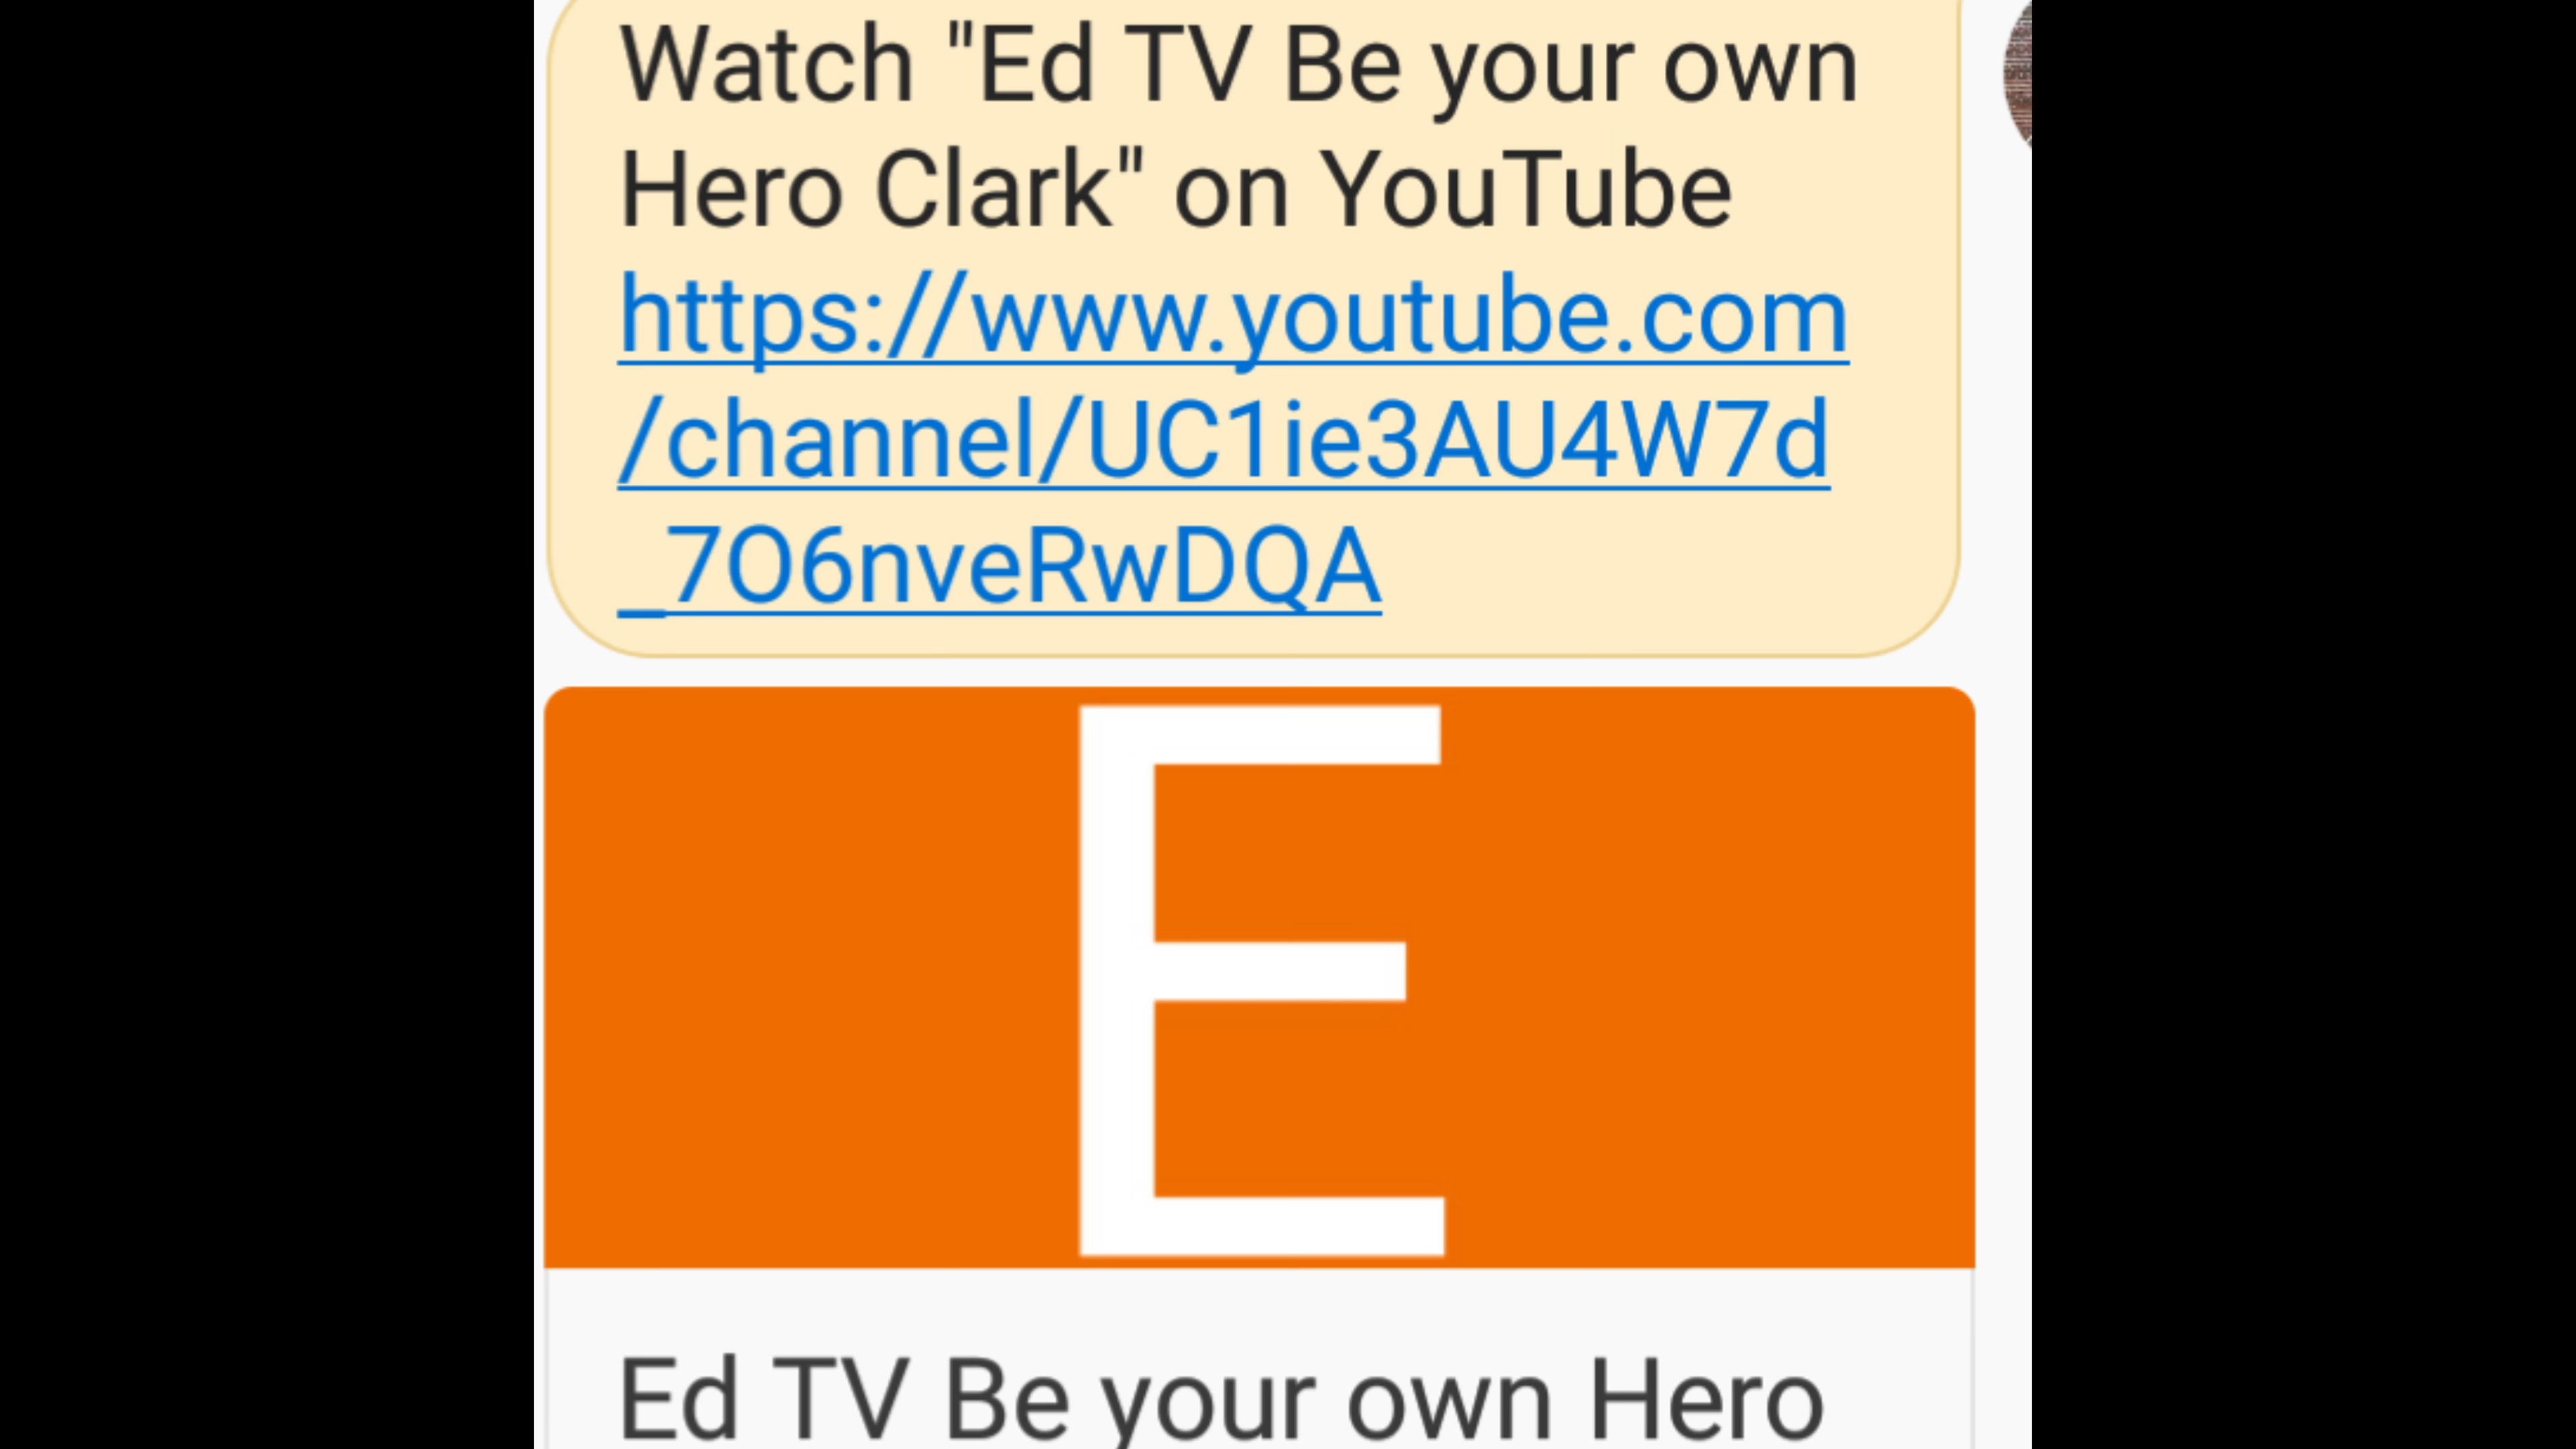 Watch "Ed TV Be your own
Hero Clark" on YouTube
https://www.youtube.com
/channel/UC1ie3AU4W7d
_7O6nveRwDQA
E
Ed TV Be your own Hero